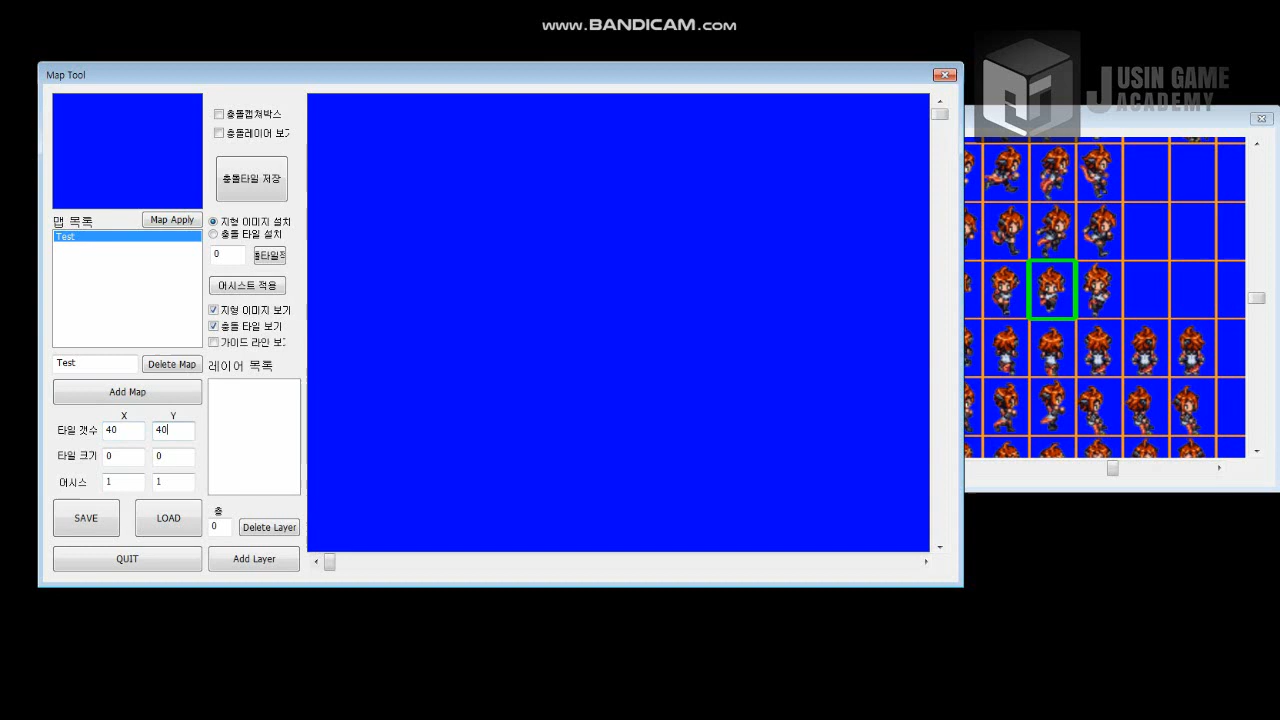 www.BANDICAM.com
JUSIN GAME
ACADEMY
Map Tool
충돌캡쳐박스
충돌레이어 보기
충돌타일 저장
맵 목록
Map Apply
Test
지형 이미지 설치
충돌 타일 설치
0
머시스트 적용
지형 이미지 보기
충돌 타일 보기
가이드 라인 보
Test
Delete Map
레이어 목록
Add Map
X Y
타일 갯수 40 40
타일 크기 0 0
머시스 1 1
SAVE
LOAD
층
0
Delete Layer
QUIT
Add Layer